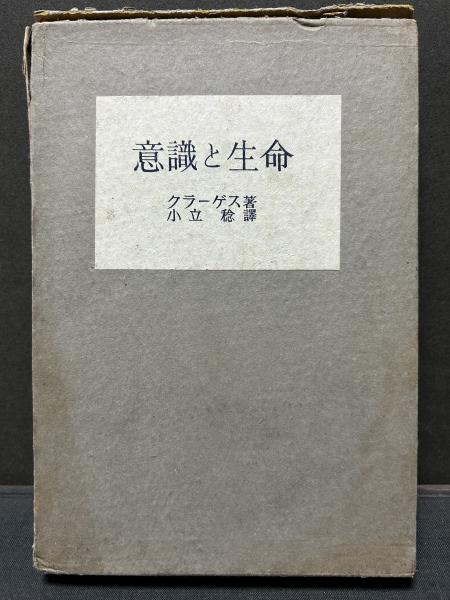 意識と生命
クラーゲス著
小立 稔譯